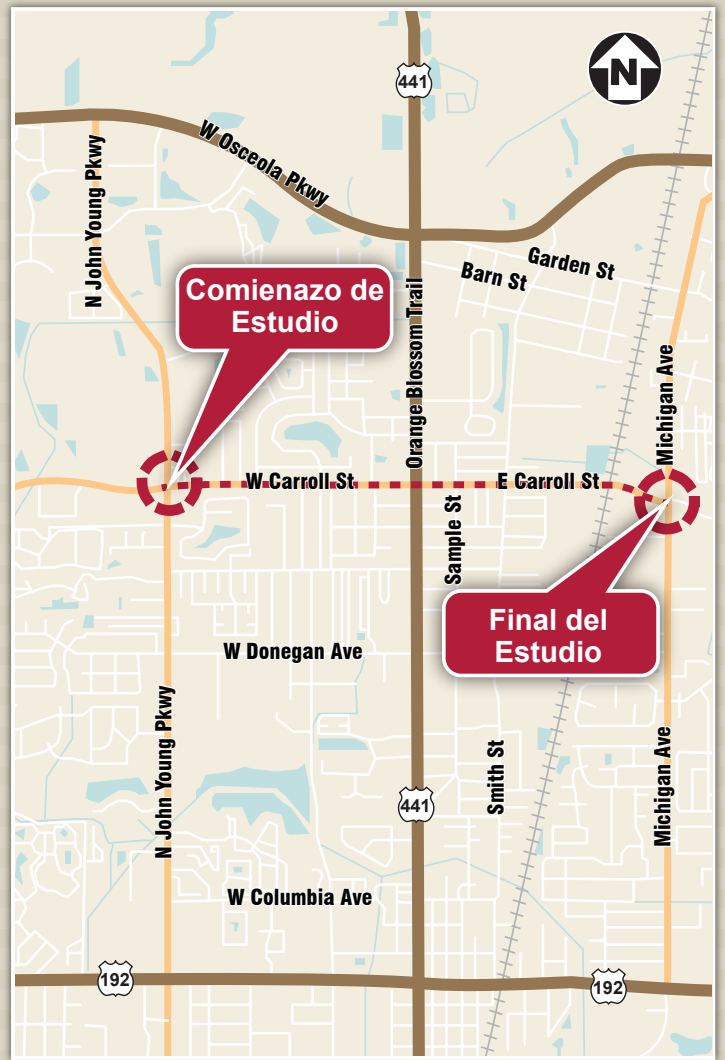 441
N
W Osceola Pkwy
N John Young Pkwy
Garden St
Barn St
Comienazo de
Estudio
Orange Blossom Trail
Michigan Ave
W Carroll St
E Carroll St
Sample St
Final del
Estudio
W Donegan Ave
N John Young Pkwy
Smith St
Michigan Ave
441
W Columbia Ave
192
192